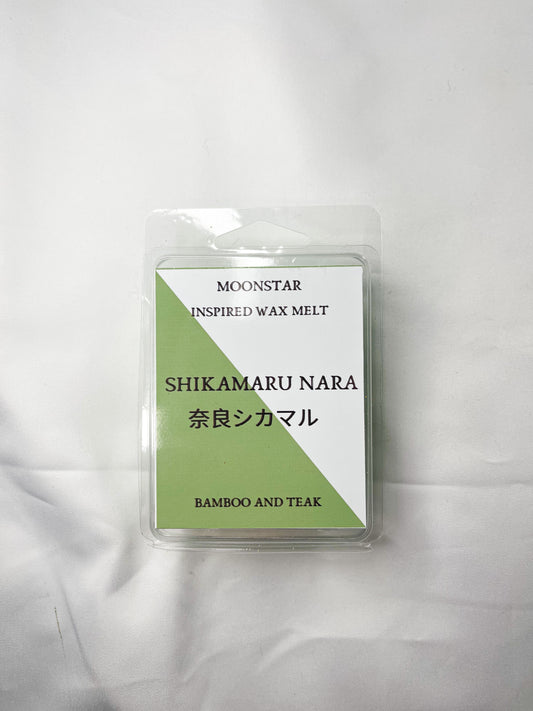 MOONSTAR
INSPIRED WAX MELT
SHIKAMARU NARA
奈良シカマル
BAMBOO AND TEAK